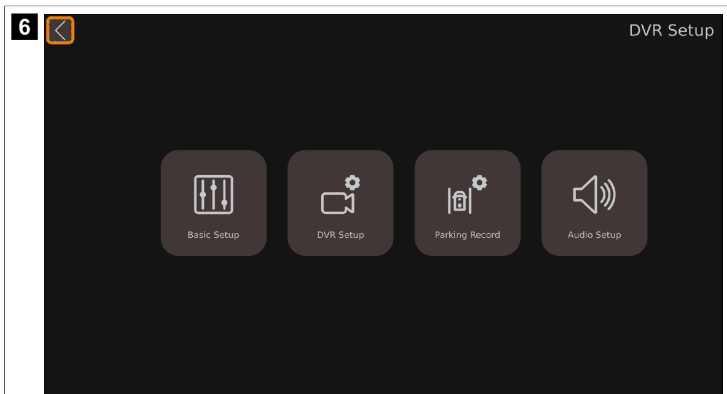 6
DVR Setup
Basic Setup
DVR Setup
Parking Record
Audio Setup